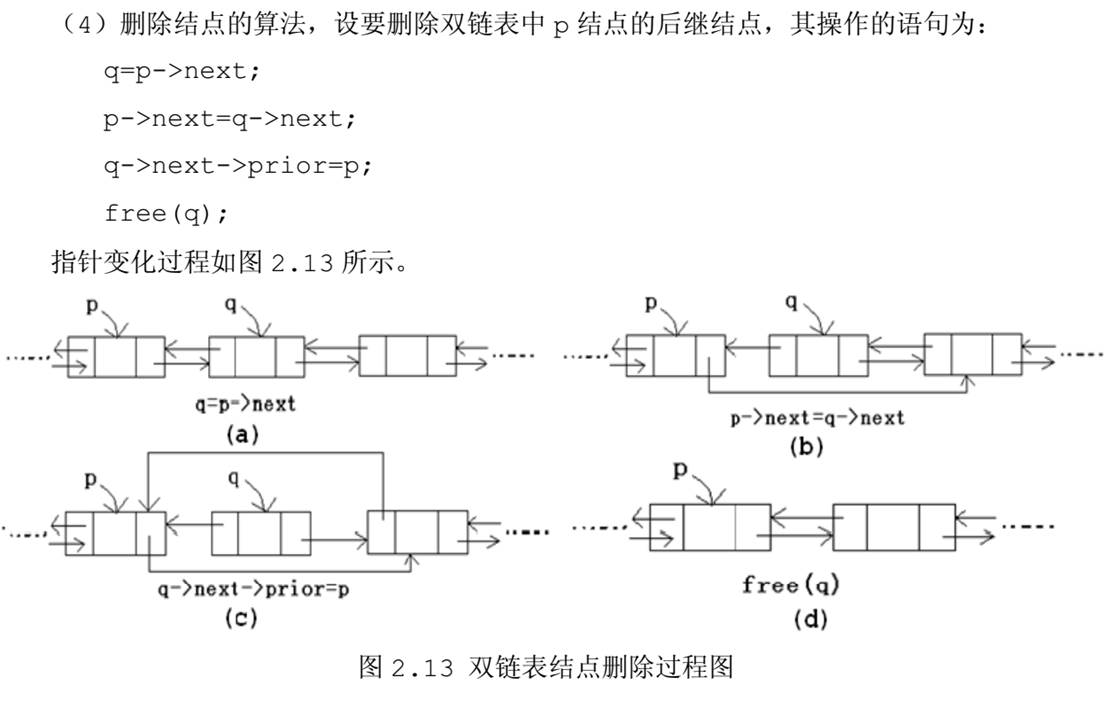 （4）删除结点的算法，设要删除双链表中 p 结点的后继结点，其操作的语句为：
q=p->next;
p->next=q->next;
q->next->prior=p;
free(q);
指针变化过程如图 2.13 所示。
p
q
q=p->next
(a)
p
q
p->next=q->next
(b)
p
q
q->next->prior=p
(c)
p
free(q)
(d)
图 2.13 双链表结点删除过程图